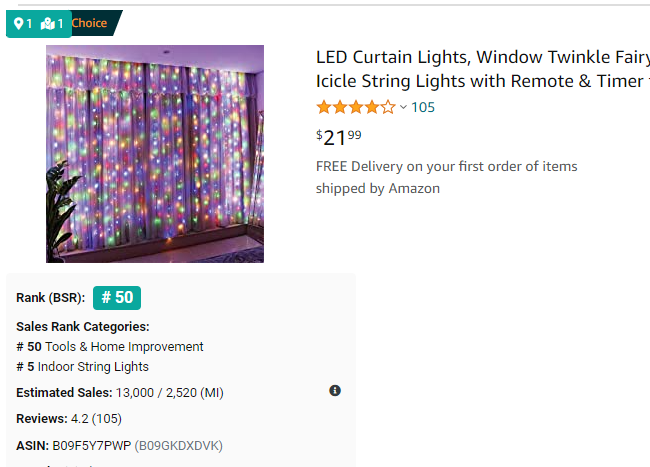 1 1 Choice
LED Curtain Lights, Window Twinkle Fairy
Icicle String Lights with Remote & Timer
105
$2199
FREE Delivery on your first order of items
shipped by Amazon
Rank (BSR): # 50
Sales Rank Categories:
# 50 Tools & Home Improvement
# 5 Indoor String Lights
Estimated Sales: 13,000 / 2,520 (MI)
Reviews: 4.2 (105)
ASIN: B09F5Y7PWP (B09GKDXDVK)